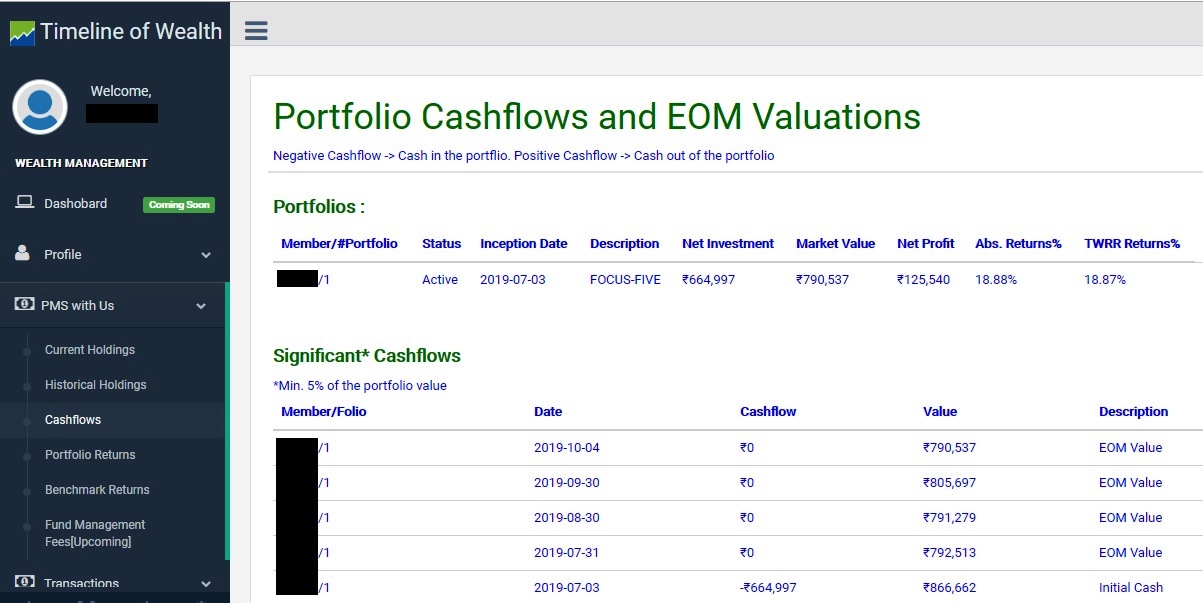 Timeline of Wealth
Welcome,
WEALTH MANAGEMENT
Dashobard Coming Soon
Profile
PMS with Us
Current Holdings
Historical Holdings
Cashflows
Portfolio Returns
Benchmark Returns
Fund Management
Fees[Upcoming]
Transactions
Portfolio Cashflows and EOM Valuations
Negative Cashflow -> Cash in the portflio. Positive Cashflow -> Cash out of the portfolio
Portfolios :
Member/#Portfolio Status Inception Date Description Net Investment Market Value Net Profit Abs. Returns% TWRR Returns%
/1 Active 2019-07-03 FOCUS-FIVE ₹664,997 ₹790,537 ₹125,540 18.88% 18.87%
Significant* Cashflows
*Min. 5% of the portfolio value
Member/Folio Date Cashflow Value Description
/1 2019-10-04 ₹0 ₹790,537 EOM Value
/1 2019-09-30 ₹0 ₹805,697 EOM Value
/1 2019-08-30 ₹0 ₹791,279 EOM Value
/1 2019-07-31 ₹0 ₹792,513 EOM Value
/1 2019-07-03 -₹664,997 ₹866,662 Initial Cash